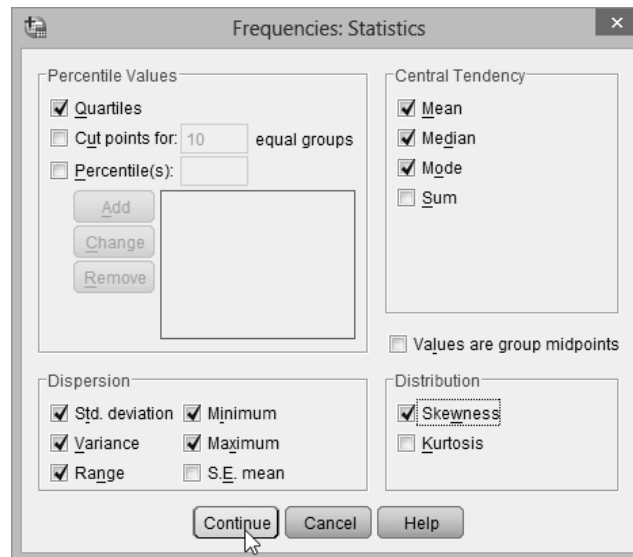 Frequencies: Statistics
Percentile Values
Quartiles
Cut points for: 10 equal groups
Percentile(s):
Add
Change
Remove
Central Tendency
Mean
Median
Mode
Sum
Values are group midpoints
Dispersion
Std. deviation Minimum
Variance Maximum
Range S.E. mean
Distribution
Skewness
Kurtosis
Continue Cancel Help